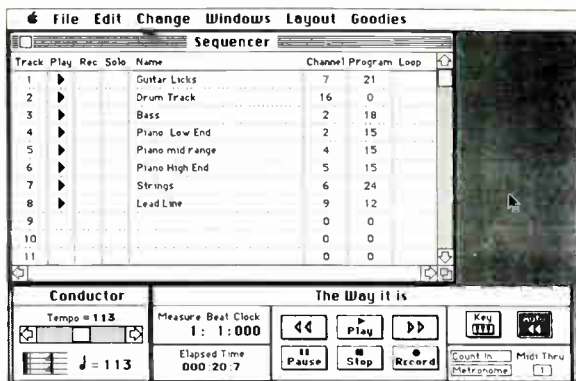 File Edit Change Windows Layout Goodies
Sequencer
Track Play Rec Solo Name Channel Program Loop
1 Guitar Licks 7 21
2 Drum Track 16 0
3 Bass 2 18
4 Piano Low End 2 15
5 Piano mid range 4 15
6 Piano High End 5 15
7 Strings 6 24
8 Lead Line 9 12
9 0 0
10 0 0
11 0 0
Conductor
Tempo = 113
= 113
The Way it is
Measure Beat Clock
1: 1:000
Elapsed Time
000:20:7
Play
Pause Stop Record
Key Auto
Count In Midi Thru
Metronome 1